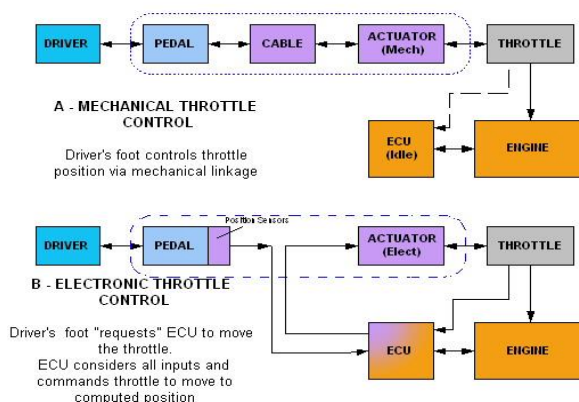 DRIVER
PEDAL
CABLE
ACTUATOR
(Mech)
THROTTLE
A - MECHANICAL THROTTLE
CONTROL
Driver's foot controls throttle
position via mechanical linkage
ECU
(Idle)
ENGINE
Position Sensors
DRIVER
PEDAL
ACTUATOR
(Elect)
THROTTLE
B - ELECTRONIC THROTTLE
CONTROL
Driver's foot "requests" ECU to move
the throttle.
ECU considers all inputs and
commands throttle to move to
computed position
ECU
ENGINE